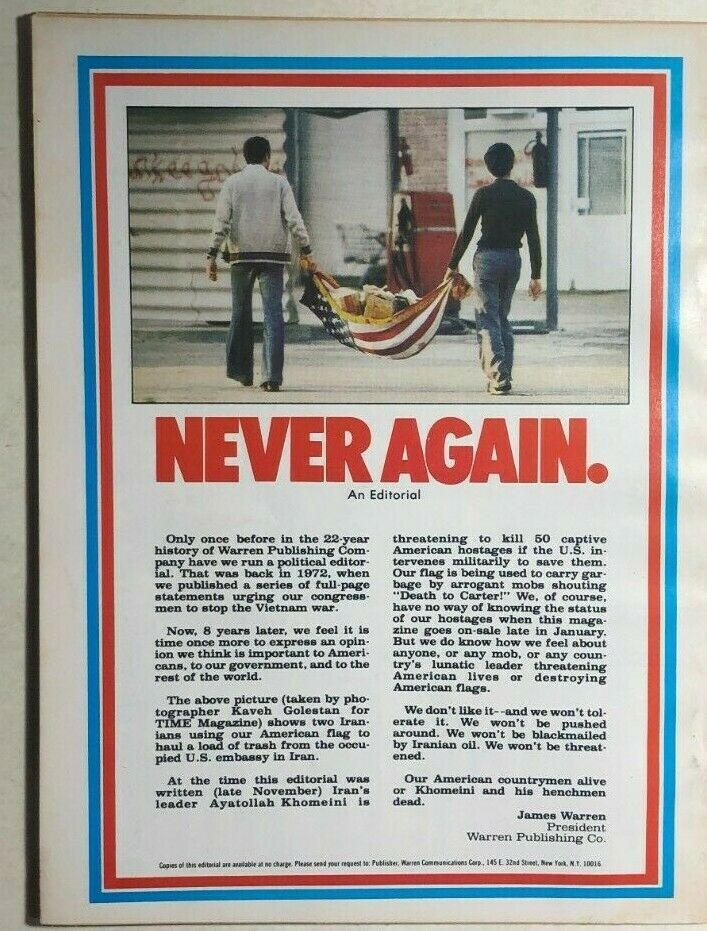 NEVER AGAIN.
An Editorial
Only once before in the 22-year
history of Warren Publishing Com-
pany have we run a political editor-
ial. That was back in 1972, when
we published a series of full-page
statements urging our congress-
men to stop the Vietnam war.
Now, 8 years later, we feel it is
time once more to express an opin-
ion we think is important to Ameri-
cans, to our government, and to the
rest of the world.
The above picture (taken by pho-
tographer Kaveh Golestan for
TIME Magazine) shows two Iran-
ians using our American flag to
haul a load of trash from the occu-
pied U.S. embassy in Iran.
At the time this editorial was
written (late November) Iran's
leader Ayatollah Khomeini is
threatening to kill 50 captive
American hostages if the U.S. in-
tervenes militarily to save them.
Our flag is being used to carry gar-
bage by arrogant mobs shouting
"Death to Carter!" We, of course,
have no way of knowing the status
of our hostages when this maga-
zine goes on-sale late in January.
But we do know how we feel about
anyone, or any mob, or any coun-
try's lunatic leader threatening
American lives or destroying
American flags.
We don't like it--and we won't tol-
erate it. We won't be pushed
around. We won't be blackmailed
by Iranian oil. We won't be threat-
ened.
Our American countrymen alive
or Khomeini and his henchmen
dead.
James Warren
President
Warren Publishing Co.
Copies of this editorial are available at no charge. Please send your request to: Publisher, Warren Communications Corp., 145 E. 32nd Street, New York, N.Y. 10016.